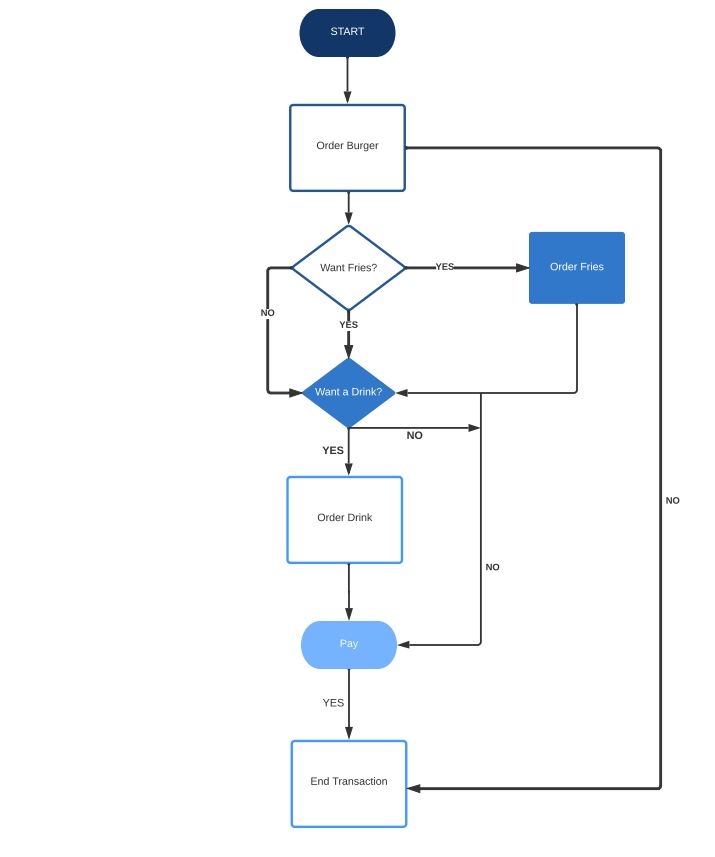 START
Order Burger
Want Fries?
YES
Order Fries
NO
YES
Want a Drink?
NO
YES
NO
Order Drink
NO
Pay
YES
End Transaction